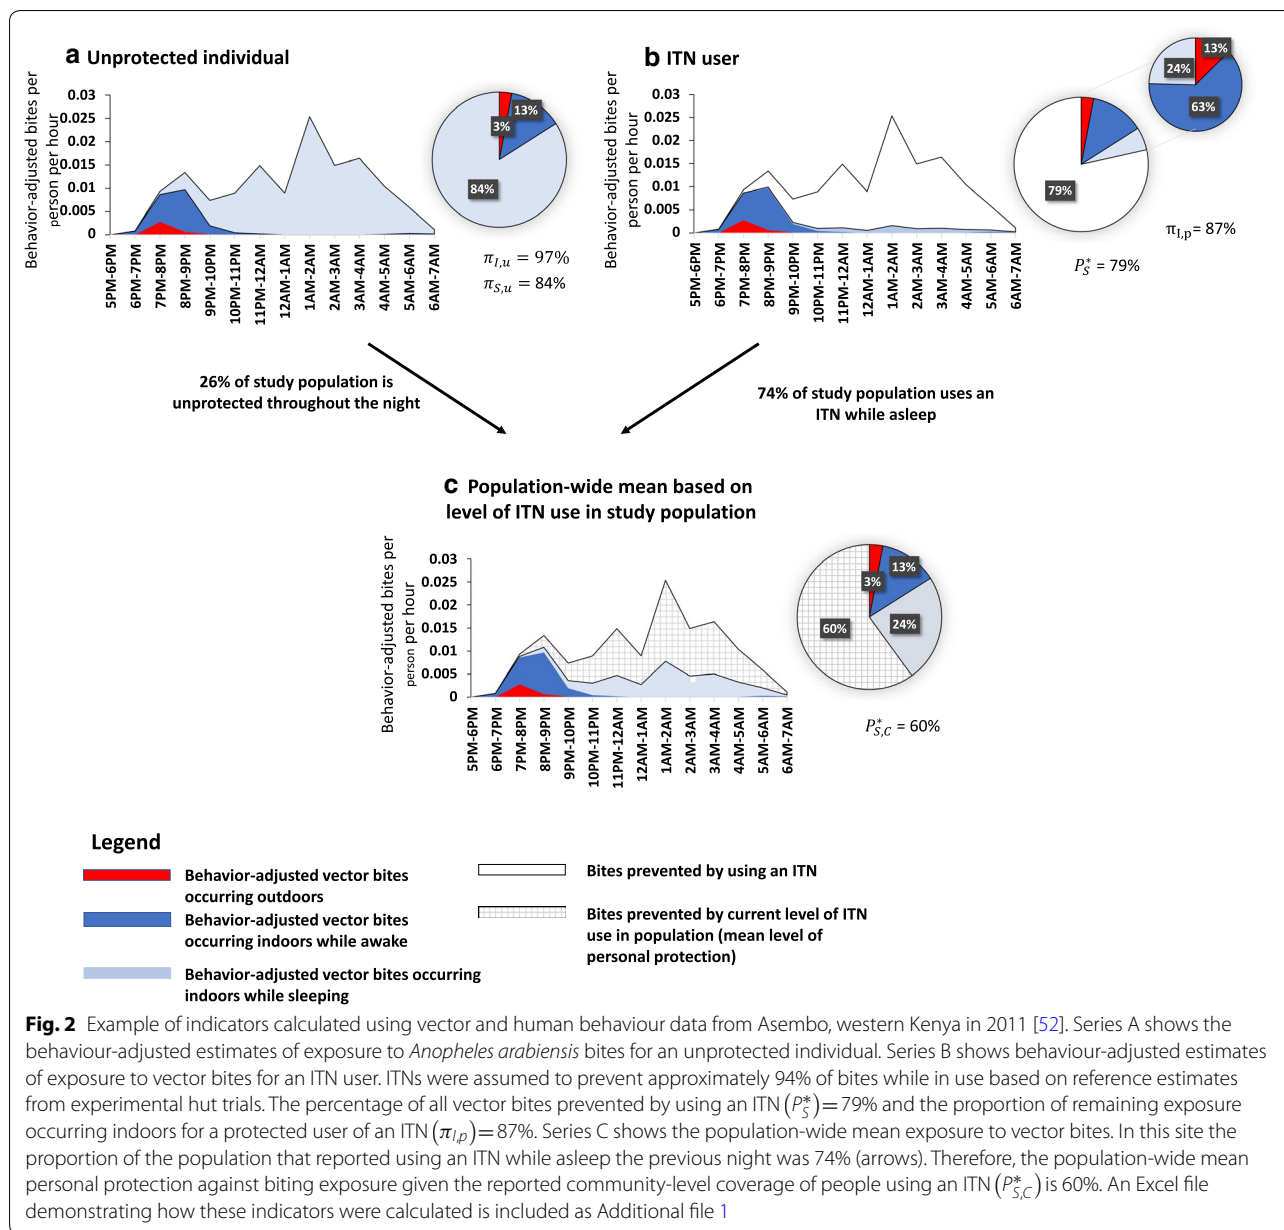 a Unprotected individual
Behavior-adjusted bites per
person per hour
0.03
0.025
0.02
0.015
0.01
0.005
0
5PM-6PM
6PM-7PM
7PM-8PM
8PM-9PM
9PM-10PM
10PM-11PM
11PM-12AM
12AM-1AM
1AM-2AM
2AM-3AM
3AM-4AM
4AM-5AM
5AM-6AM
6AM-7AM
13%
3%
84%
π_{I,u} = 97%
π_{S,u} = 84%
b ITN user
Behavior-adjusted bites per
person per hour
0.03
0.025
0.02
0.015
0.01
0.005
0
5PM-6PM
6PM-7PM
7PM-8PM
8PM-9PM
9PM-10PM
10PM-11PM
11PM-12AM
12AM-1AM
1AM-2AM
2AM-3AM
3AM-4AM
4AM-5AM
5AM-6AM
6AM-7AM
79%
13%
24%
63%
π_{I,p} = 87%
P*_S = 79%
26% of study population is
unprotected throughout the night
74% of study population uses an
ITN while asleep
c Population-wide mean based on
level of ITN use in study population
Behavior-adjusted bites per
person per hour
0.03
0.025
0.02
0.015
0.01
0.005
0
5PM-6PM
6PM-7PM
7PM-8PM
8PM-9PM
9PM-10PM
10PM-11PM
11PM-12AM
12AM-1AM
1AM-2AM
2AM-3AM
3AM-4AM
4AM-5AM
5AM-6AM
6AM-7AM
13%
3%
24%
60%
P*_{S,C} = 60%
Legend
Behavior-adjusted vector bites
occurring outdoors
Behavior-adjusted vector bites
occurring indoors while awake
Behavior-adjusted vector bites occurring
indoors while sleeping
Bites prevented by using an ITN
Bites prevented by current level of ITN
use in population (mean level of
personal protection)
Fig. 2 Example of indicators calculated using vector and human behaviour data from Asembo, western Kenya in 2011 [52]. Series A shows the
behaviour-adjusted estimates of exposure to Anopheles arabiensis bites for an unprotected individual. Series B shows behaviour-adjusted estimates
of exposure to vector bites for an ITN user. ITNs were assumed to prevent approximately 94% of bites while in use based on reference estimates
from experimental hut trials. The percentage of all vector bites prevented by using an ITN (P*_S) = 79% and the proportion of remaining exposure
occurring indoors for a protected user of an ITN (π_{I,p}) = 87%. Series C shows the population-wide mean exposure to vector bites. In this site the
proportion of the population that reported using an ITN while asleep the previous night was 74% (arrows). Therefore, the population-wide mean
personal protection against biting exposure given the reported community-level coverage of people using an ITN (P*_{S,C}) is 60%. An Excel file
demonstrating how these indicators were calculated is included as Additional file 1